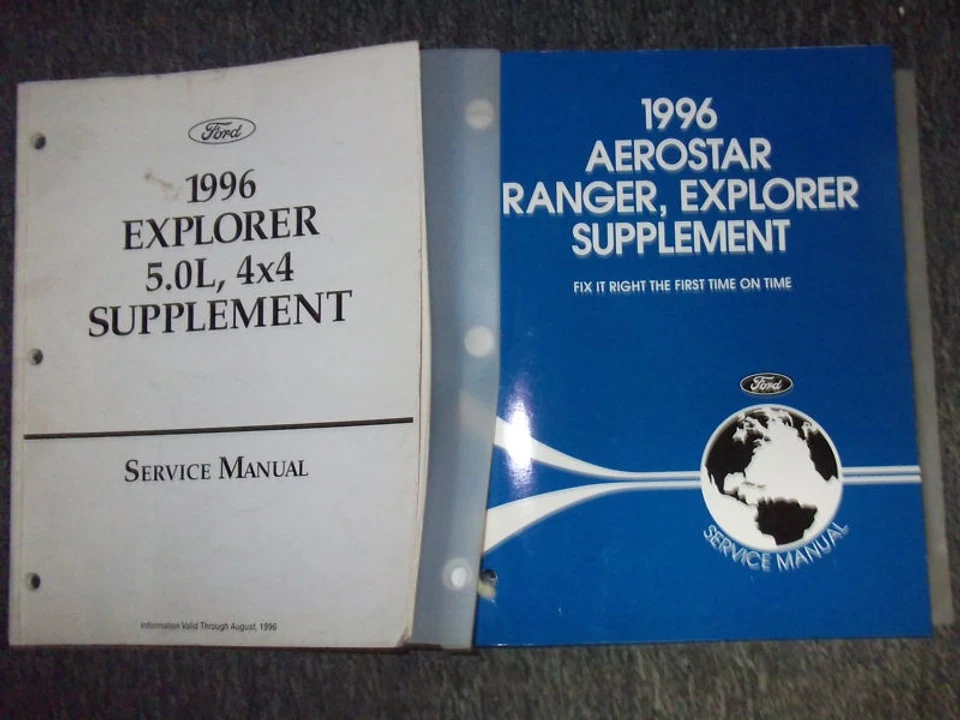 Ford
1996
EXPLORER
5.0L, 4x4
SUPPLEMENT
SERVICE MANUAL
Information Valid Through August, 1996
1996
AEROSTAR
RANGER, EXPLORER
SUPPLEMENT
FIX IT RIGHT THE FIRST TIME ON TIME
Ford
SERVICE MANUAL